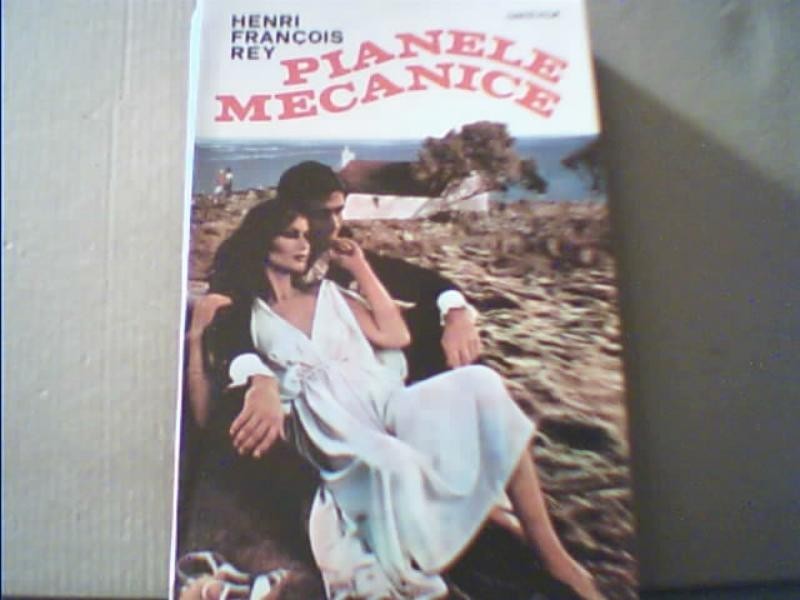 HENRI
FRANÇOIS
REY
PIANELE
MECANICE